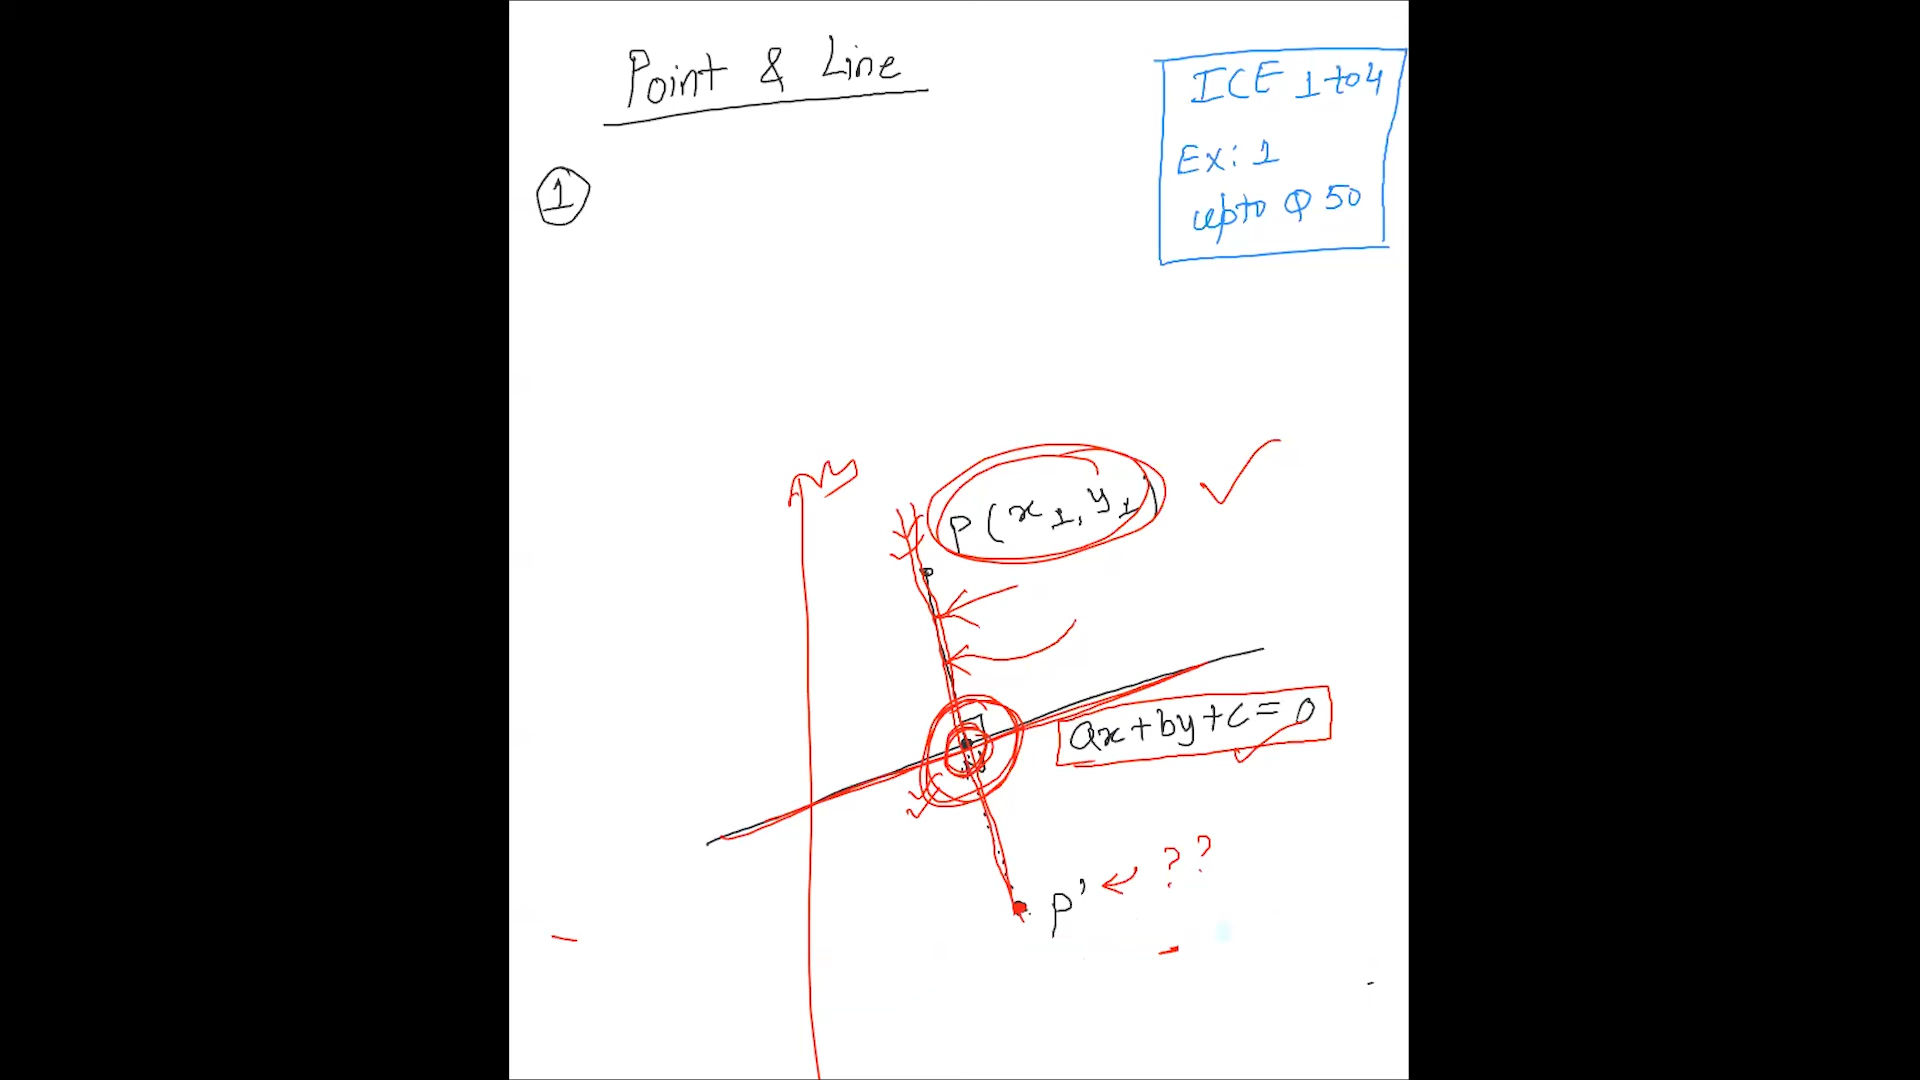 Point & Line
ICE 1 to 4
Ex: 1
upto Q 50
1
P(x1, y1)
ax+by+c=0
P' ← ??